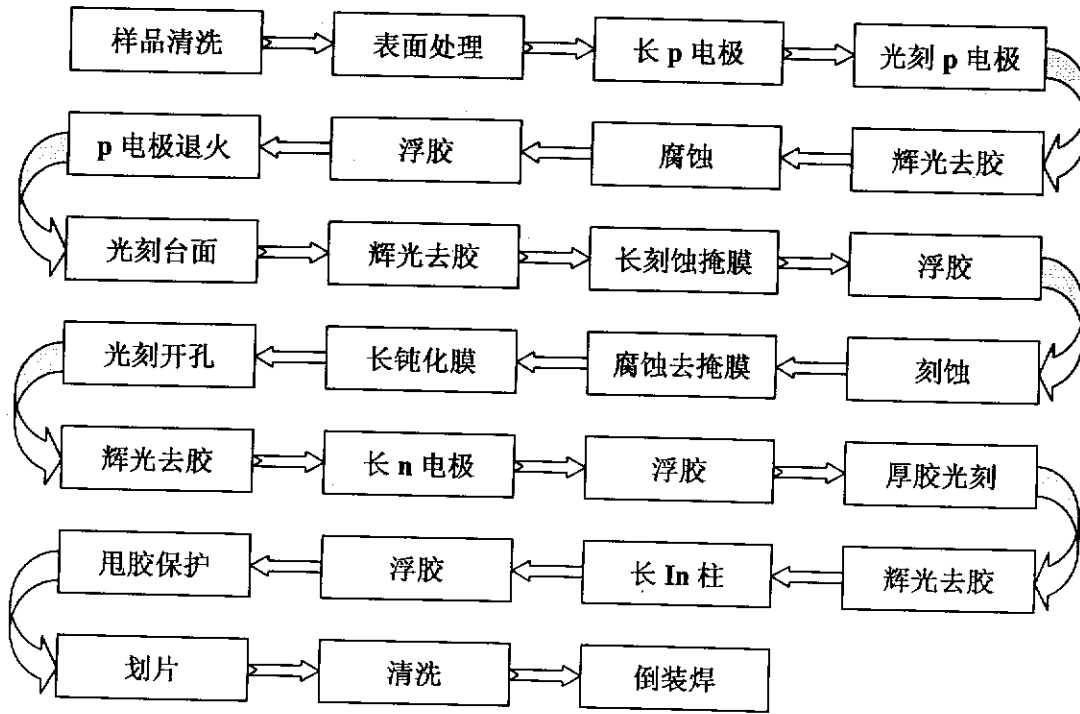 样品清洗
表面处理
长 p 电极
光刻 p 电极
辉光去胶
腐蚀
浮胶
p 电极退火
光刻台面
辉光去胶
长刻蚀掩膜
浮胶
刻蚀
腐蚀去掩膜
长钝化膜
光刻开孔
辉光去胶
长 n 电极
浮胶
厚胶光刻
辉光去胶
长 In 柱
浮胶
甩胶保护
划片
清洗
倒装焊